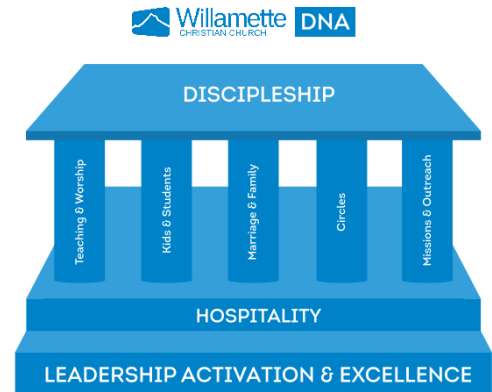 Willamette DNA
CHRISTIAN CHURCH
DISCIPLESHIP
Teaching & Worship
Kids & Students
Marriage & Family
Circles
Missions & Outreach
HOSPITALITY
LEADERSHIP ACTIVATION & EXCELLENCE